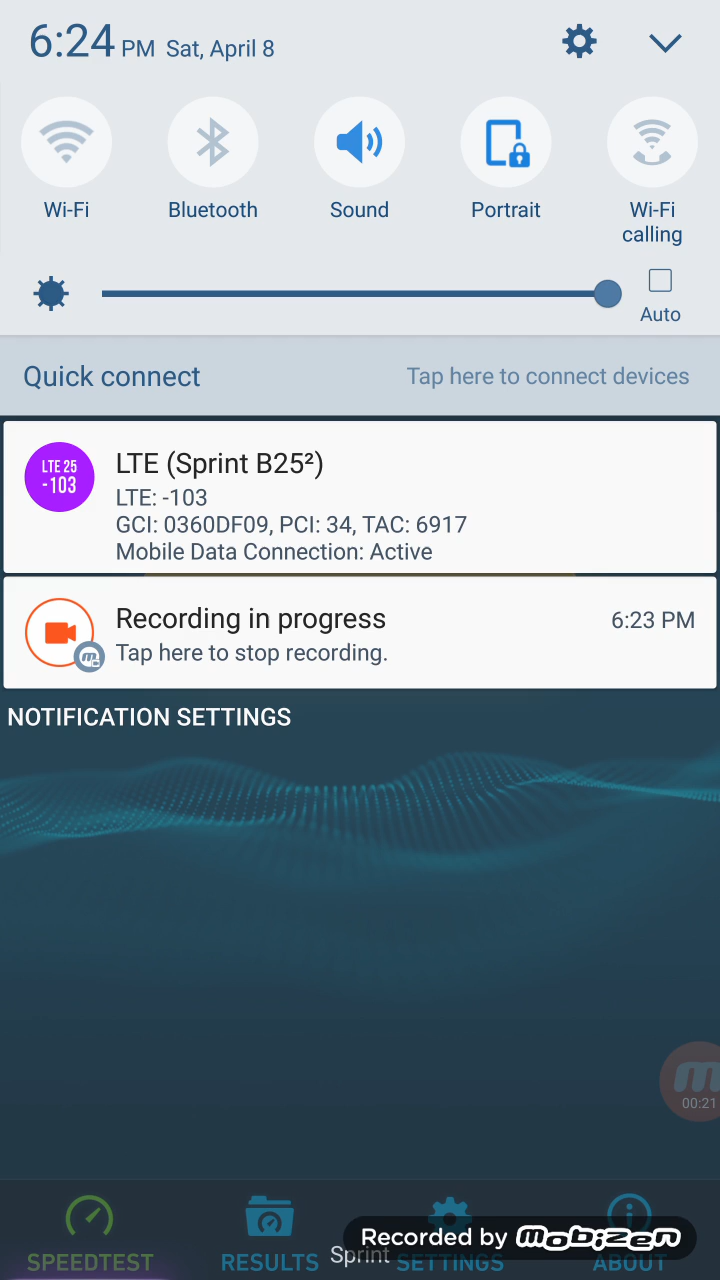 6:24 PM Sat, April 8
Wi-Fi
Bluetooth
Sound
Portrait
Wi-Fi
calling
Auto
Quick connect
Tap here to connect devices
LTE 25
-103
LTE (Sprint B25²)
LTE: -103
GCI: 0360DF09, PCI: 34, TAC: 6917
Mobile Data Connection: Active
Recording in progress
6:23 PM
Tap here to stop recording.
NOTIFICATION SETTINGS
00:21
Recorded by mobizen
SPEEDTEST
RESULTS
Sprint
SETTINGS
ABOUT